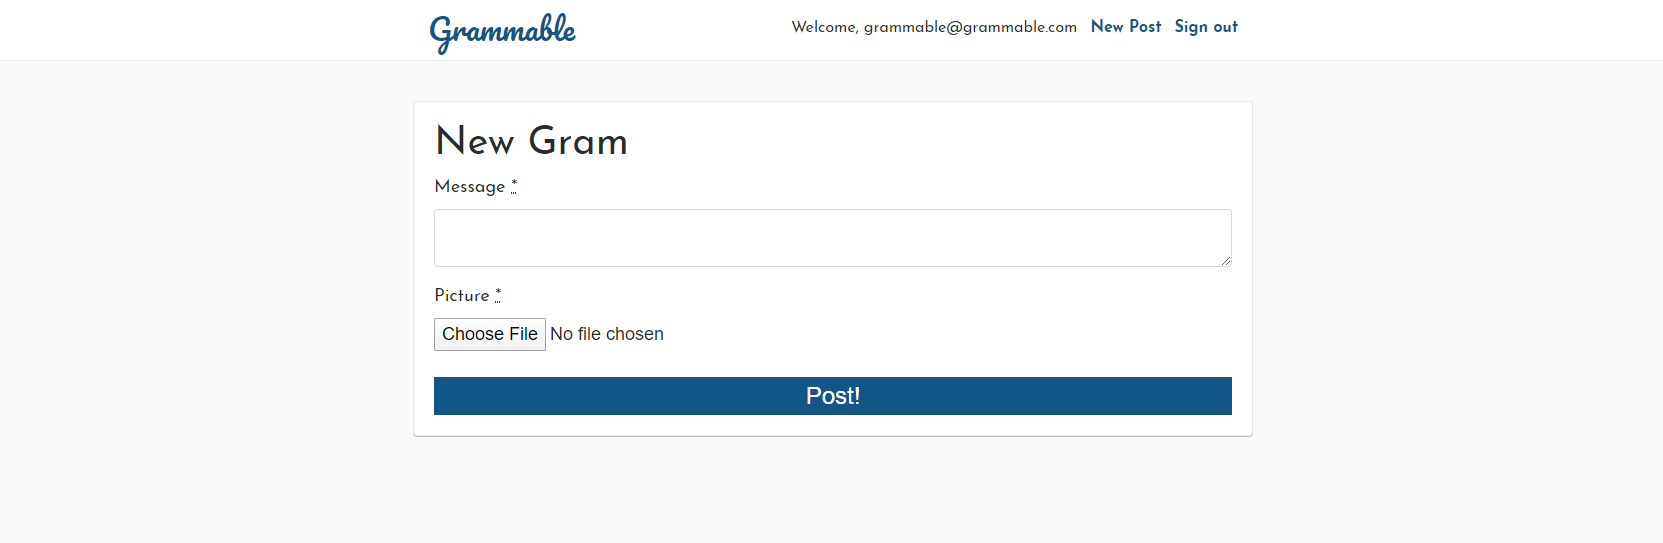 Grammable
Welcome, grammable@grammable.com New Post Sign out
New Gram
Message *
Picture *
Choose File No file chosen
Post!